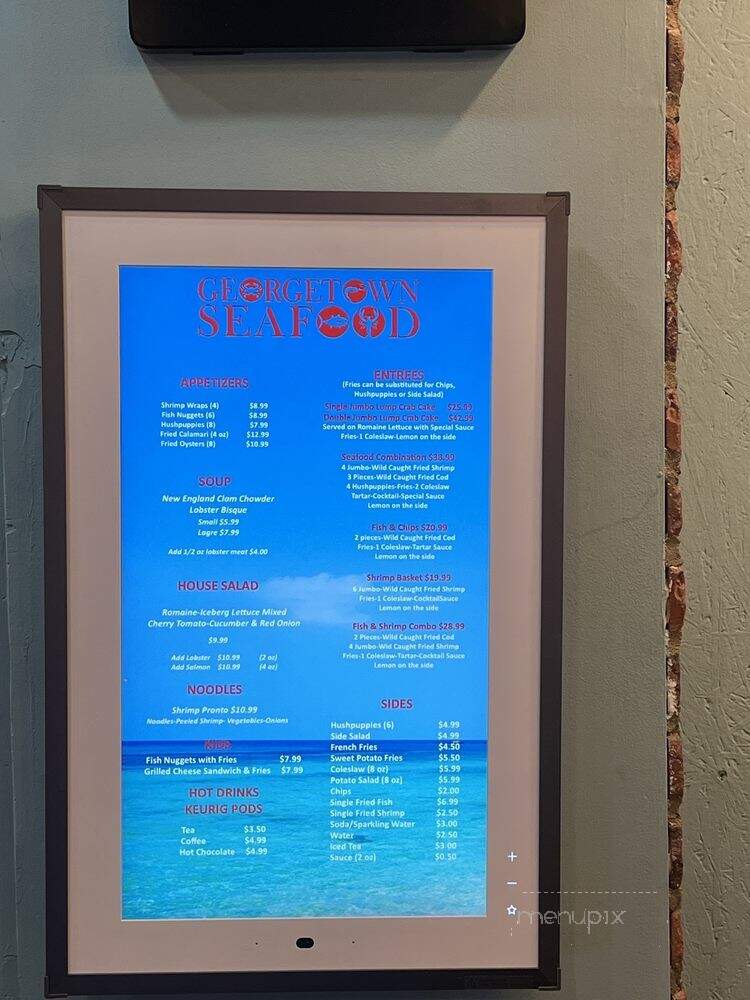 GEORGETOWN
SEAFOOD
APPETIZERS
Shrimp Wraps (4) $8.99
Fish Nuggets (6) $8.99
Hushpuppies (8) $7.99
Fried Calamari (4 oz) $12.99
Fried Oysters (8) $10.99
SOUP
New England Clam Chowder
Lobster Bisque
Small $5.99
Lagre $7.99
Add 1/2 oz lobster meat $4.00
HOUSE SALAD
Romaine-Iceberg Lettuce Mixed
Cherry Tomato-Cucumber & Red Onion
$9.99
Add Lobster $10.99 (2 oz)
Add Salmon $10.99 (4 oz)
NOODLES
Shrimp Pronto $10.99
Noodles-Peeled Shrimp- Vegetables-Onions
KIDS
Fish Nuggets with Fries $7.99
Grilled Cheese Sandwich & Fries $7.99
HOT DRINKS
KEURIG PODS
Tea $3.50
Coffee $4.99
Hot Chocolate $4.99
ENTREES
(Fries can be substituted for Chips,
Hushpuppies or Side Salad)
Single Jumbo Lump Crab Cake $25.99
Double Jumbo Lump Crab Cake $42.99
Served on Romaine Lettuce with Special Sauce
Fries-1 Coleslaw-Lemon on the side
Seafood Combination $33.99
4 Jumbo-Wild Caught Fried Shrimp
3 Pieces-Wild Caught Fried Cod
4 Hushpuppies-Fries-2 Coleslaw
Tartar-Cocktail-Special Sauce
Lemon on the side
Fish & Chips $20.99
2 pieces-Wild Caught Fried Cod
Fries-1 Coleslaw-Tartar Sauce
Lemon on the side
Shrimp Basket $19.99
6 Jumbo-Wild Caught Fried Shrimp
Fries-1 Coleslaw-CocktailSauce
Lemon on the side
Fish & Shrimp Combo $28.99
2 Pieces-Wild Caught Fried Cod
4 Jumbo-Wild Caught Fried Shrimp
Fries-1 Coleslaw-Tartar-Cocktail Sauce
Lemon on the side
SIDES
Hushpuppies (6) $4.99
Side Salad $4.99
French Fries $4.50
Sweet Potato Fries $5.50
Coleslaw (8 oz) $5.99
Potato Salad (8 oz) $5.99
Chips $2.00
Single Fried Fish $6.99
Single Fried Shrimp $2.50
Soda/Sparkling Water $3.00
Water $2.50
Iced Tea $3.00
Sauce (2 oz) $0.50
menupix